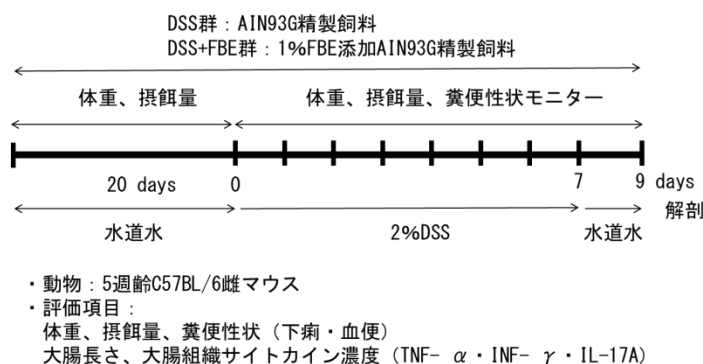 DSS群：AIN93G精製飼料
DSS+FBE群：1%FBE添加AIN93G精製飼料
体重、摂餌量
体重、摂餌量、糞便性状モニター
20 days
0
7
9 days
解剖
水道水
2%DSS
水道水
・動物：5週齢C57BL/6雌マウス
・評価項目：
体重、摂餌量、糞便性状（下痢・血便）
大腸長さ、大腸組織サイトカイン濃度（TNF- α・INF- γ・IL-17A）